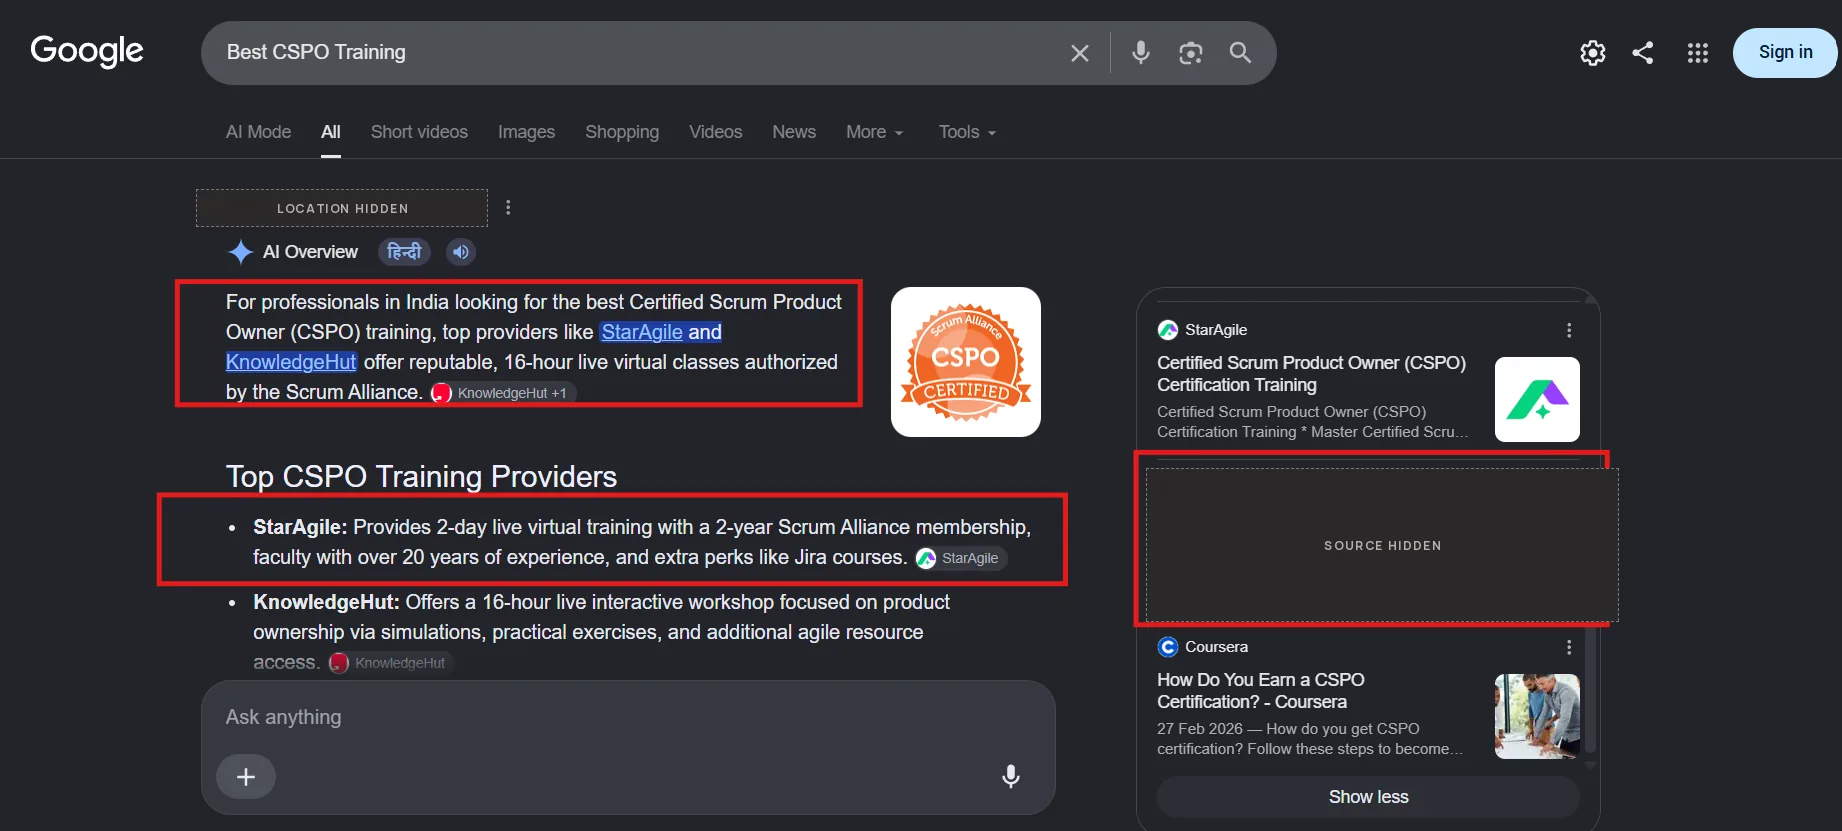 Google
Best CSPO Training
Sign in
AI Mode
All
Short videos
Images
Shopping
Videos
News
More
Tools
LOCATION HIDDEN
AI Overview
हिन्दी
For professionals in India looking for the best Certified Scrum Product
Owner (CSPO) training, top providers like StarAgile and
KnowledgeHut offer reputable, 16-hour live virtual classes authorized
by the Scrum Alliance. KnowledgeHut +1
Scrum Alliance
CSPO
CERTIFIED
Top CSPO Training Providers
• StarAgile: Provides 2-day live virtual training with a 2-year Scrum Alliance membership,
faculty with over 20 years of experience, and extra perks like Jira courses. StarAgile
• KnowledgeHut: Offers a 16-hour live interactive workshop focused on product
ownership via simulations, practical exercises, and additional agile resource
access. KnowledgeHut
Ask anything
StarAgile
Certified Scrum Product Owner (CSPO)
Certification Training
Certified Scrum Product Owner (CSPO)
Certification Training * Master Certified Scru...
SOURCE HIDDEN
Coursera
How Do You Earn a CSPO
Certification? - Coursera
27 Feb 2026 — How do you get CSPO
certification? Follow these steps to become...
Show less